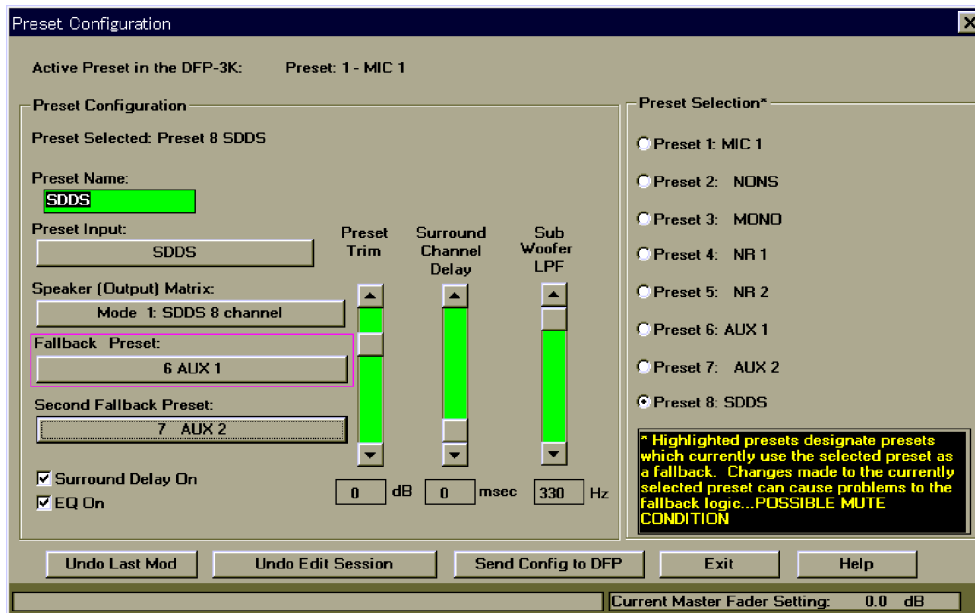 Preset Configuration
Active Preset in the DFP-3K: Preset: 1 - MIC 1
Preset Configuration
Preset Selected: Preset 8 SDDS
Preset Name:
SDDS
Preset Input:
SDDS
Speaker (Output) Matrix:
Mode 1: SDDS 8 channel
Fallback Preset:
6 AUX 1
Second Fallback Preset:
7 AUX 2
Surround Delay On
EQ On
Preset
Trim
0 dB
Surround
Channel
Delay
0 msec
Sub
Woofer
LPF
330 Hz
Preset Selection*
Preset 1: MIC 1
Preset 2: NONS
Preset 3: MONO
Preset 4: NR 1
Preset 5: NR 2
Preset 6: AUX 1
Preset 7: AUX 2
Preset 8: SDDS
* Highlighted presets designate presets
which currently use the selected preset as
a fallback. Changes made to the currently
selected preset can cause problems to the
fallback logic...POSSIBLE MUTE
CONDITION
Undo Last Mod
Undo Edit Session
Send Config to DFP
Exit
Help
Current Master Fader Setting: 0.0 dB